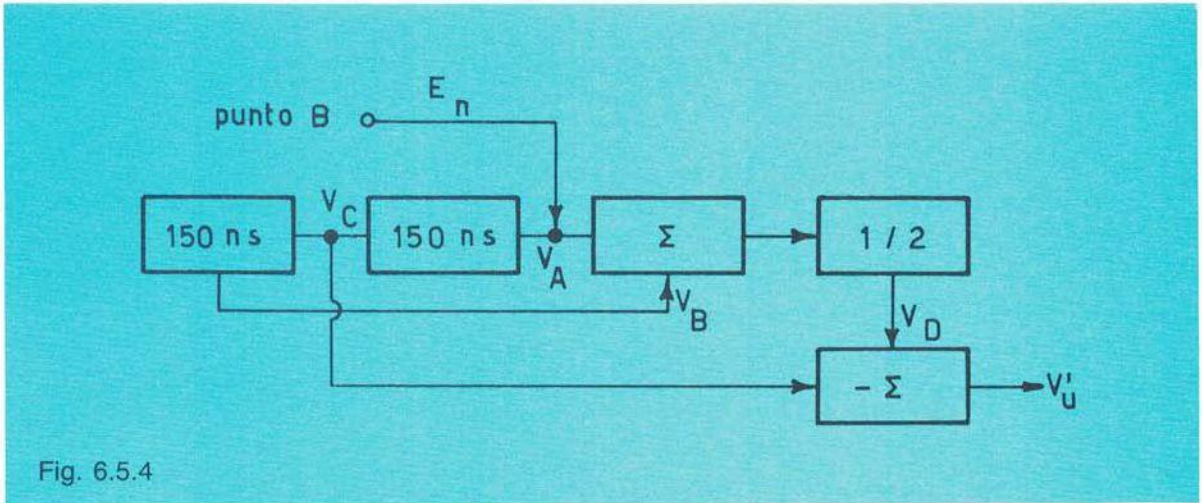 E n
punto B
V C
150 ns
150 ns
V A
Σ
1 / 2
V B
V D
- Σ
V'u
Fig. 6.5.4